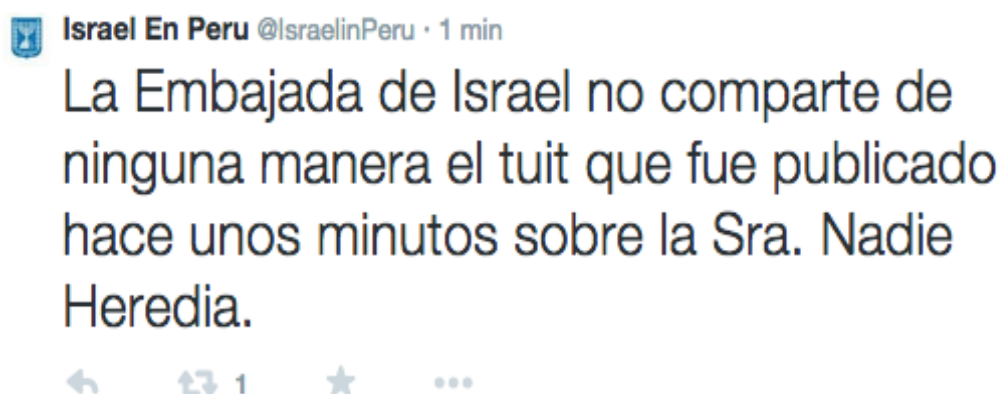 Israel En Peru @IsraelinPeru · 1 min
La Embajada de Israel no comparte de
ninguna manera el tuit que fue publicado
hace unos minutos sobre la Sra. Nadie
Heredia.
1